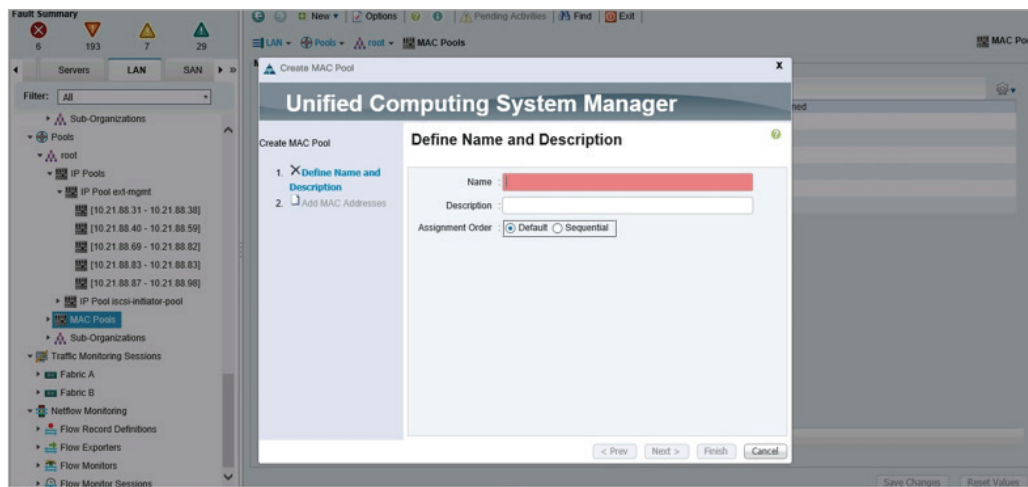 Fault Summary
6 193 7 29
Servers LAN SAN
Filter: All
Sub-Organizations
Pools
root
IP Pools
IP Pool ext-mgmt
[10.21.88.31 - 10.21.88.38]
[10.21.88.40 - 10.21.88.59]
[10.21.88.69 - 10.21.88.82]
[10.21.88.83 - 10.21.88.83]
[10.21.88.87 - 10.21.88.98]
IP Pool iscsi-initiator-pool
MAC Pools
Sub-Organizations
Traffic Monitoring Sessions
Fabric A
Fabric B
Netflow Monitoring
Flow Record Definitions
Flow Exporters
Flow Monitors
Flow Monitor Sessions
New Options Pending Activities Find Exit
LAN Pools root MAC Pools
MAC Poo
ned
Create MAC Pool X
Unified Computing System Manager
Create MAC Pool
1. Define Name and
Description
2. Add MAC Addresses
Define Name and Description
Name :
Description :
Assignment Order : Default Sequential
< Prev Next > Finish Cancel
Save Changes Reset Values